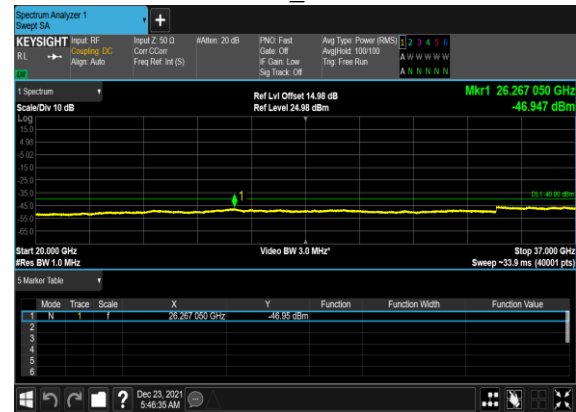 Spectrum Analyzer 1
Swept SA
KEYSIGHT Input: RF Input Z: 50 Ω #Atten: 20 dB PNO: Fast Avg Type: Power (RMS) 1 2 3 4 5 6
RL Coupling: DC Corr CCorr Gate: Off Avg|Hold: 100/100 A W W W W W
Align: Auto Freq Ref: Int (S) IF Gain: Low Trig: Free Run
Sig Track: Off A N N N N N
1 Spectrum Ref Lvl Offset 14.98 dB Mkr1 26.267 050 GHz
Scale/Div 10 dB Ref Level 24.98 dBm -46.947 dBm
Log
15.0
4.98
-5.02
-15.0
-25.0
-35.0 1 DL1 -40.00 dBm
-45.0
-55.0
-65.0
Start 20.000 GHz Video BW 3.0 MHz* Stop 37.000 GHz
#Res BW 1.0 MHz Sweep ~33.9 ms (40001 pts)
5 Marker Table
Mode Trace Scale X Y Function Function Width Function Value
1 N 1 f 26.267 050 GHz -46.95 dBm
2
3
4
5
6
? Dec 23, 2021
5:46:35 AM